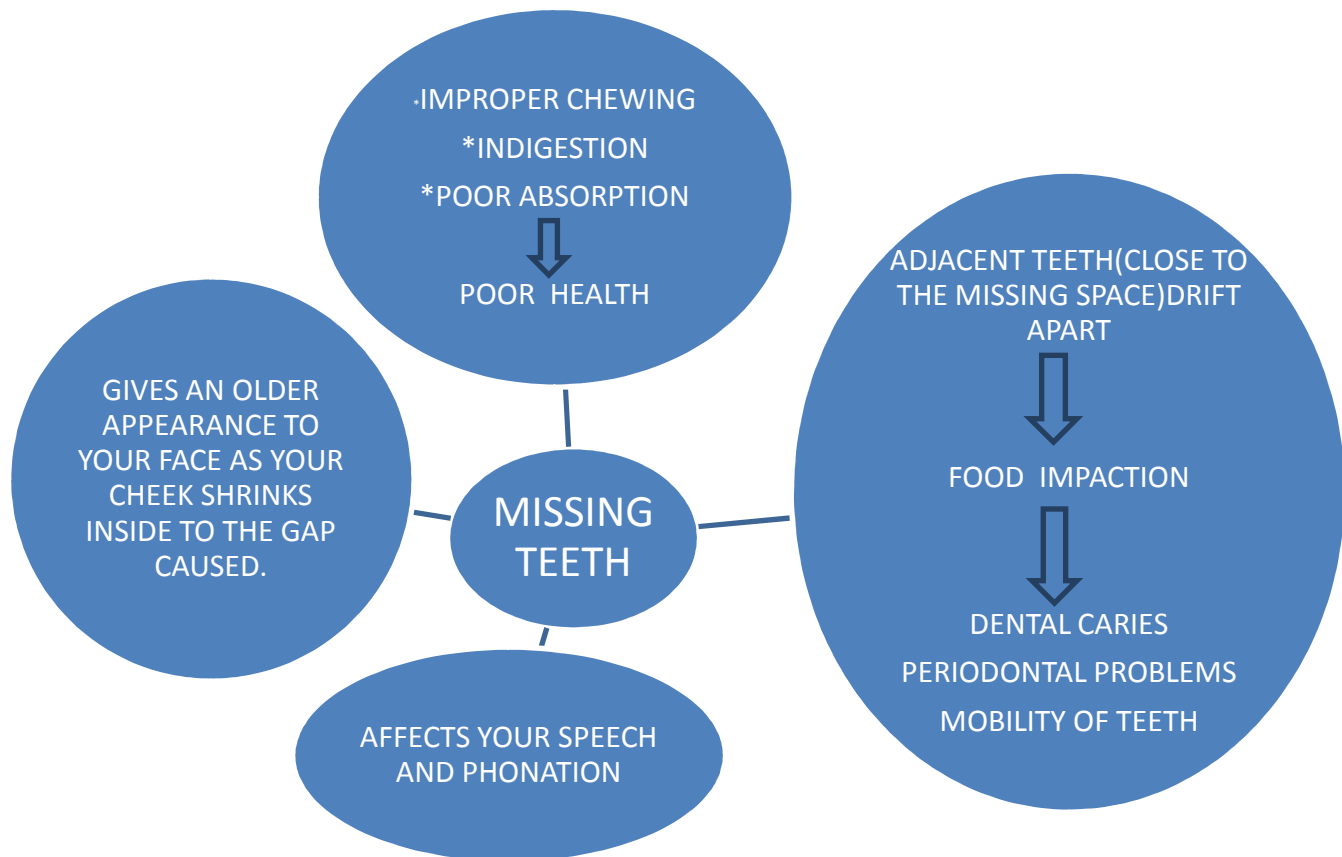 *IMPROPER CHEWING
*INDIGESTION
*POOR ABSORPTION
POOR HEALTH
ADJACENT TEETH(CLOSE TO
THE MISSING SPACE)DRIFT
APART
FOOD IMPACTION
DENTAL CARIES
PERIODONTAL PROBLEMS
MOBILITY OF TEETH
GIVES AN OLDER
APPEARANCE TO
YOUR FACE AS YOUR
CHEEK SHRINKS
INSIDE TO THE GAP
CAUSED.
MISSING
TEETH
AFFECTS YOUR SPEECH
AND PHONATION